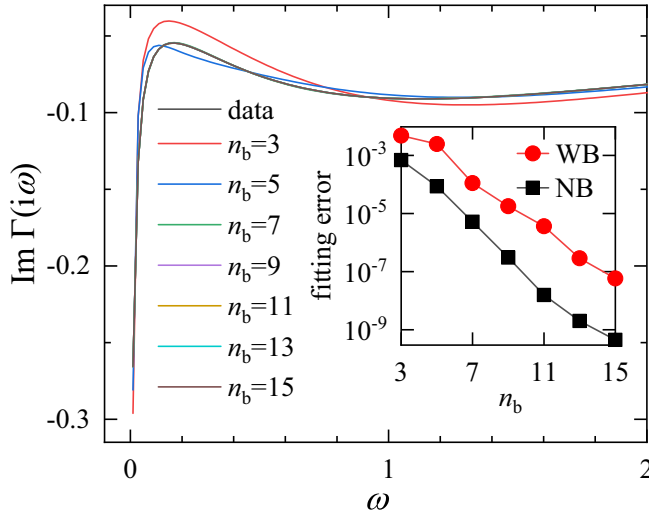 Im Γ(iω)
-0.1
-0.2
-0.3
0
1
2
ω
data
n_b=3
n_b=5
n_b=7
n_b=9
n_b=11
n_b=13
n_b=15
fitting error
10^-3
10^-5
10^-7
10^-9
3
7
11
15
n_b
WB
NB